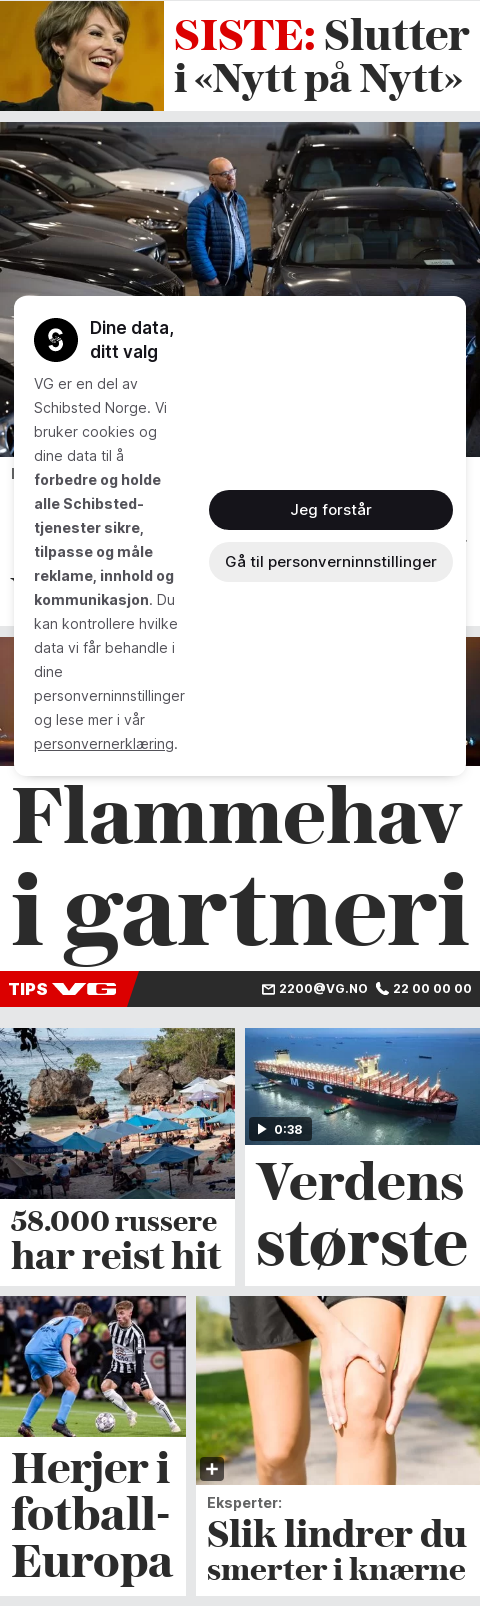 SISTE: Slutter
i «Nytt på Nytt»
Dine data,
ditt valg
VG er en del av
Schibsted Norge. Vi
bruker cookies og
dine data til å
forbedre og holde
alle Schibsted-
tjenester sikre,
tilpasse og måle
reklame, innhold og
kommunikasjon. Du
kan kontrollere hvilke
data vi får behandle i
dine
personverninnstillinger
og lese mer i vår
personvernerklæring.
Jeg forstår
Gå til personverninnstillinger
Flammehav
i gartneri
TIPS VG 2200@VG.NO 22 00 00 00
MSC
0:38
58.000 russere
har reist hit
Verdens
største
Herjer i
fotball-
Europa
Eksperter:
Slik lindrer du
smerter i knærne